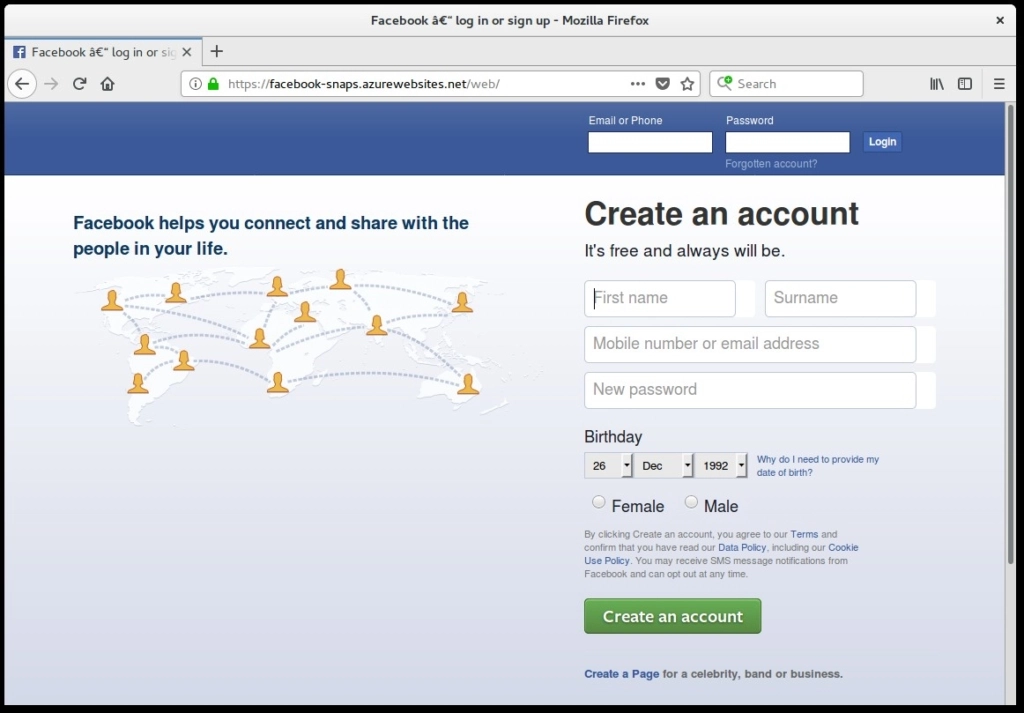 Facebook â€“ log in or sign up - Mozilla Firefox
Facebook â€“ log in or sig
https://facebook-snaps.azurewebsites.net/web/
Search
Email or Phone
Password
Login
Forgotten account?
Facebook helps you connect and share with the
people in your life.
Create an account
It's free and always will be.
First name
Surname
Mobile number or email address
New password
Birthday
26 Dec 1992
Why do I need to provide my
date of birth?
Female Male
By clicking Create an account, you agree to our Terms and
confirm that you have read our Data Policy, including our Cookie
Use Policy. You may receive SMS message notifications from
Facebook and can opt out at any time.
Create an account
Create a Page for a celebrity, band or business.